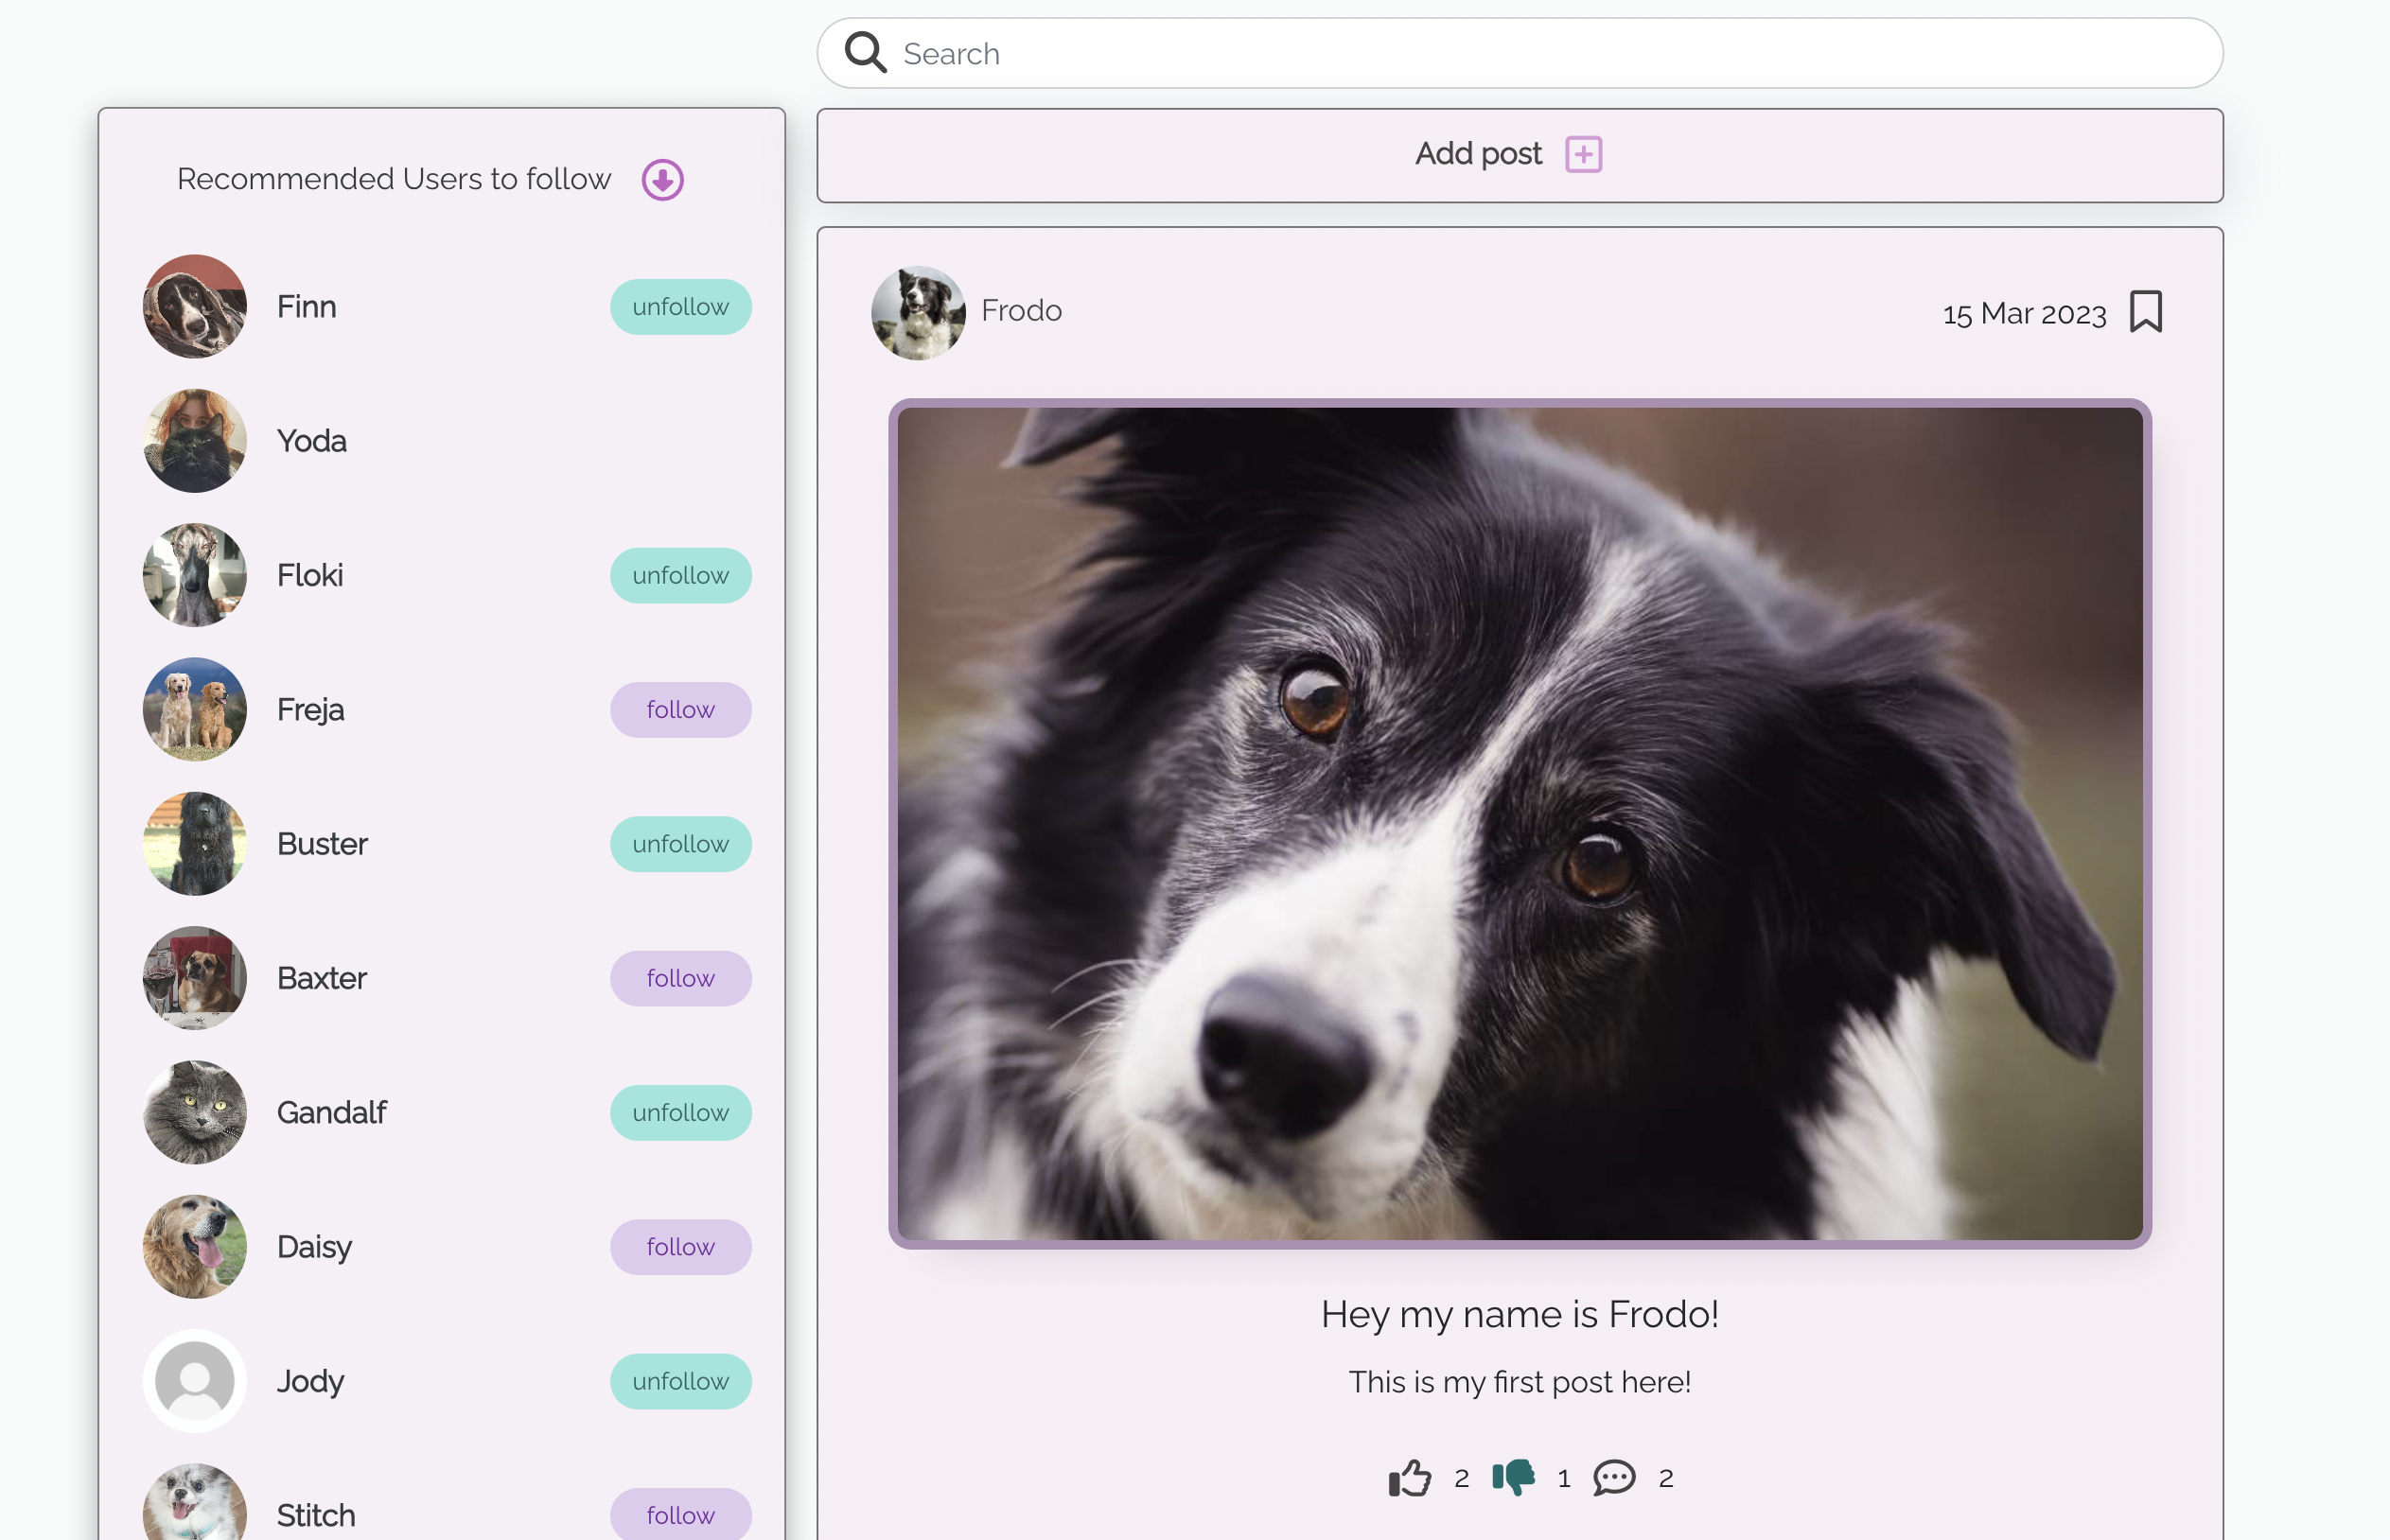 Search
Add post
Recommended Users to follow
Finn
unfollow
Yoda
Floki
unfollow
Freja
follow
Buster
unfollow
Baxter
follow
Gandalf
unfollow
Daisy
follow
Jody
unfollow
Stitch
follow
Frodo
15 Mar 2023
Hey my name is Frodo!
This is my first post here!
2 1 2